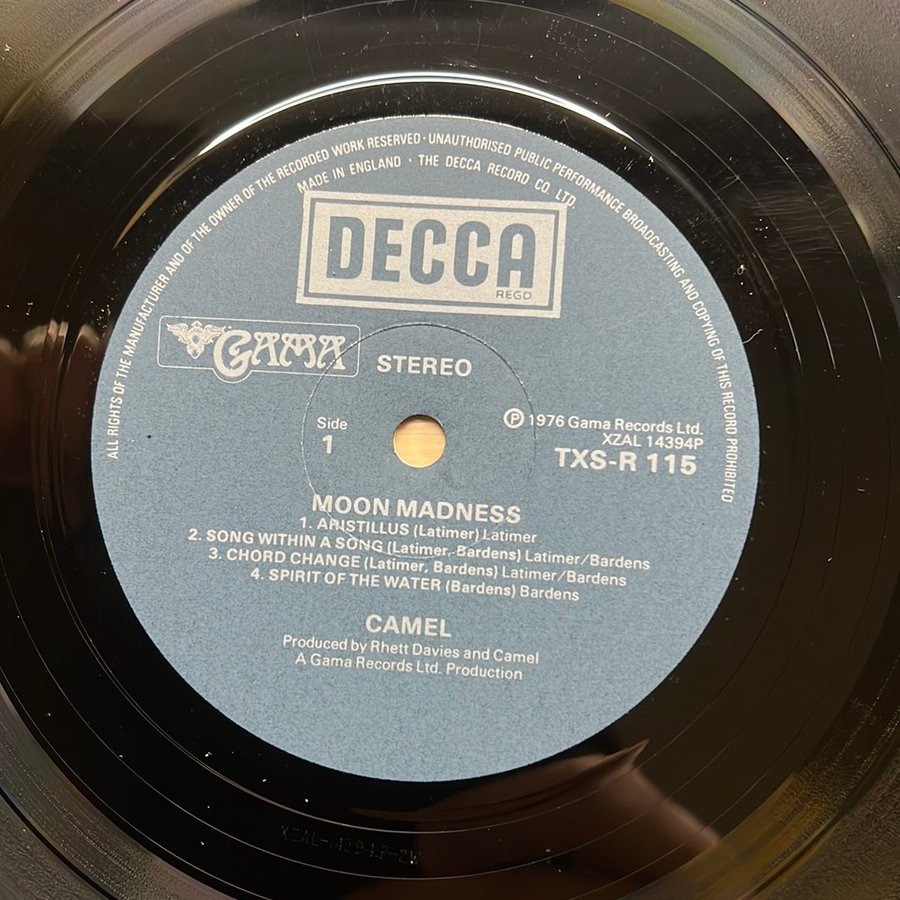 ALL RIGHTS OF THE MANUFACTURER AND OF THE OWNER OF THE RECORDED WORK RESERVED · UNAUTHORISED PUBLIC PERFORMANCE BROADCASTING AND COPYING OF THIS RECORD PROHIBITED
MADE IN ENGLAND · THE DECCA RECORD CO. LTD.
DECCA
REGD.
GAMA
STEREO
Side
1
℗ 1976 Gama Records Ltd.
XZAL 14394P
TXS-R 115
MOON MADNESS
1. ARISTILLUS (Latimer) Latimer
2. SONG WITHIN A SONG (Latimer, Bardens) Latimer/Bardens
3. CHORD CHANGE (Latimer, Bardens) Latimer/Bardens
4. SPIRIT OF THE WATER (Bardens) Bardens
CAMEL
Produced by Rhett Davies and Camel
A Gama Records Ltd. Production